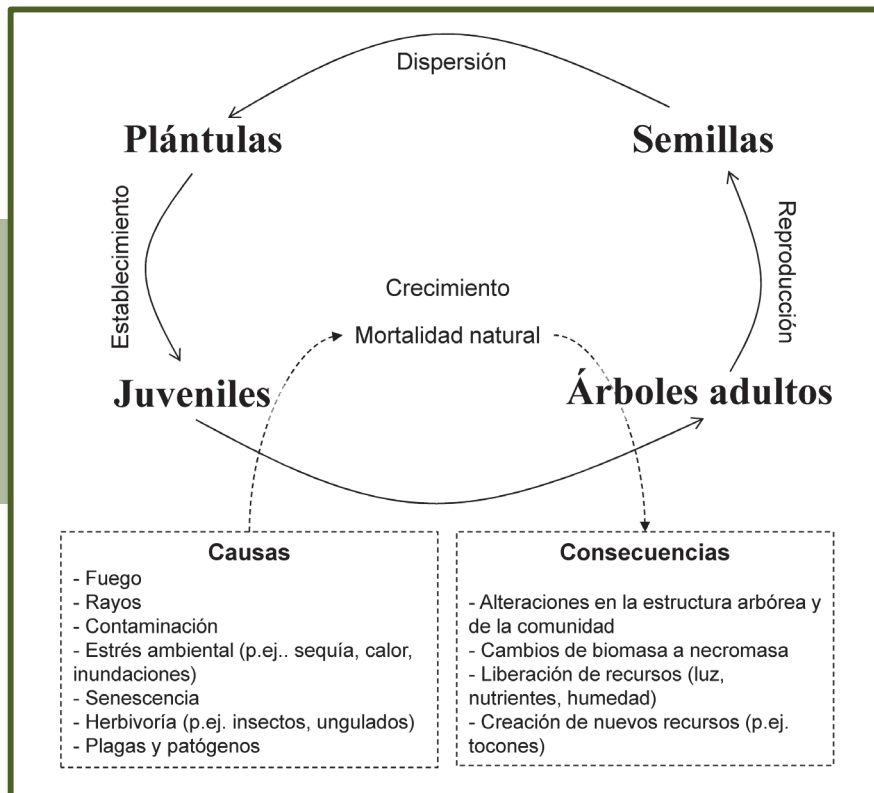 Dispersión
Plántulas
Semillas
Establecimiento
Reproducción
Crecimiento
Mortalidad natural
Juveniles
Árboles adultos
Causas
- Fuego
- Rayos
- Contaminación
- Estrés ambiental (p.ej.. sequía, calor,
inundaciones)
- Senescencia
- Herbivoría (p.ej. insectos, ungulados)
- Plagas y patógenos
Consecuencias
- Alteraciones en la estructura arbórea y
de la comunidad
- Cambios de biomasa a necromasa
- Liberación de recursos (luz,
nutrientes, humedad)
- Creación de nuevos recursos (p.ej.
tocones)